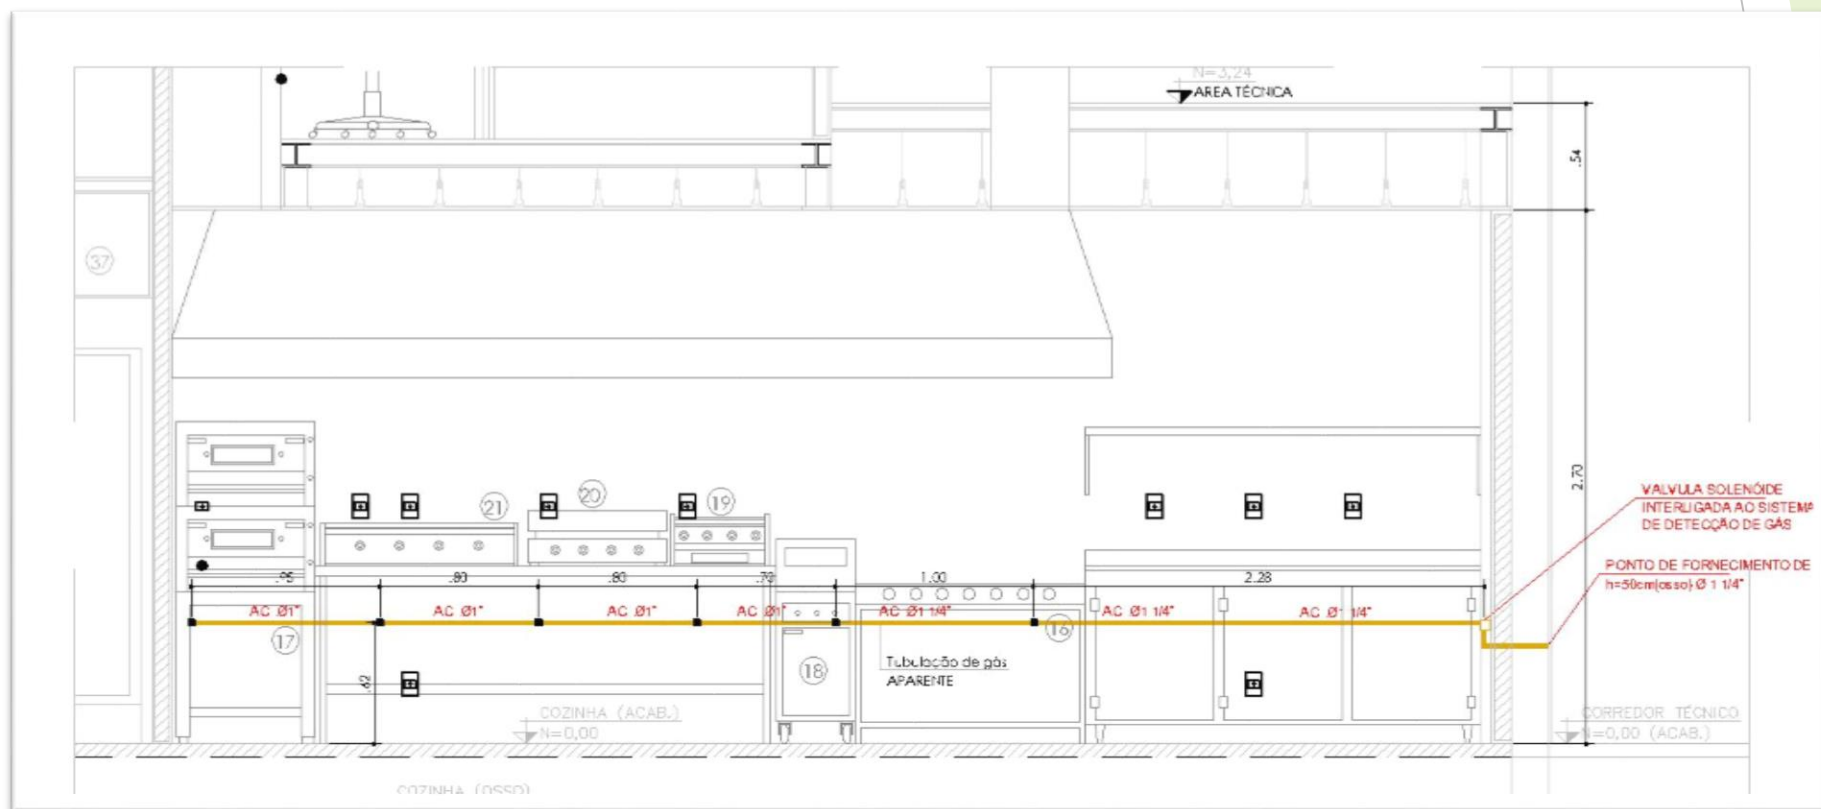 N=3,24
AREA TÉCNICA
.54
37
2.70
VALVULA SOLENÓIDE
INTERLIGADA AO SISTEMA
DE DETECÇÃO DE GÁS
21
20
19
PONTO DE FORNECIMENTO DE
h=50cm(osso) Ø 1 1/4"
.95
.80
.80
.70
1.00
2.28
AC Ø1"
AC Ø1"
AC Ø1"
AC Ø1"
AC Ø1 1/4"
AC Ø1 1/4"
AC Ø1 1/4"
17
16
18
Tubulação de gás
APARENTE
.62
COZINHA (ACAB.)
N=0,00
CORREDOR TÉCNICO
N=0,00 (ACAB.)
COZINHA (OSSO)